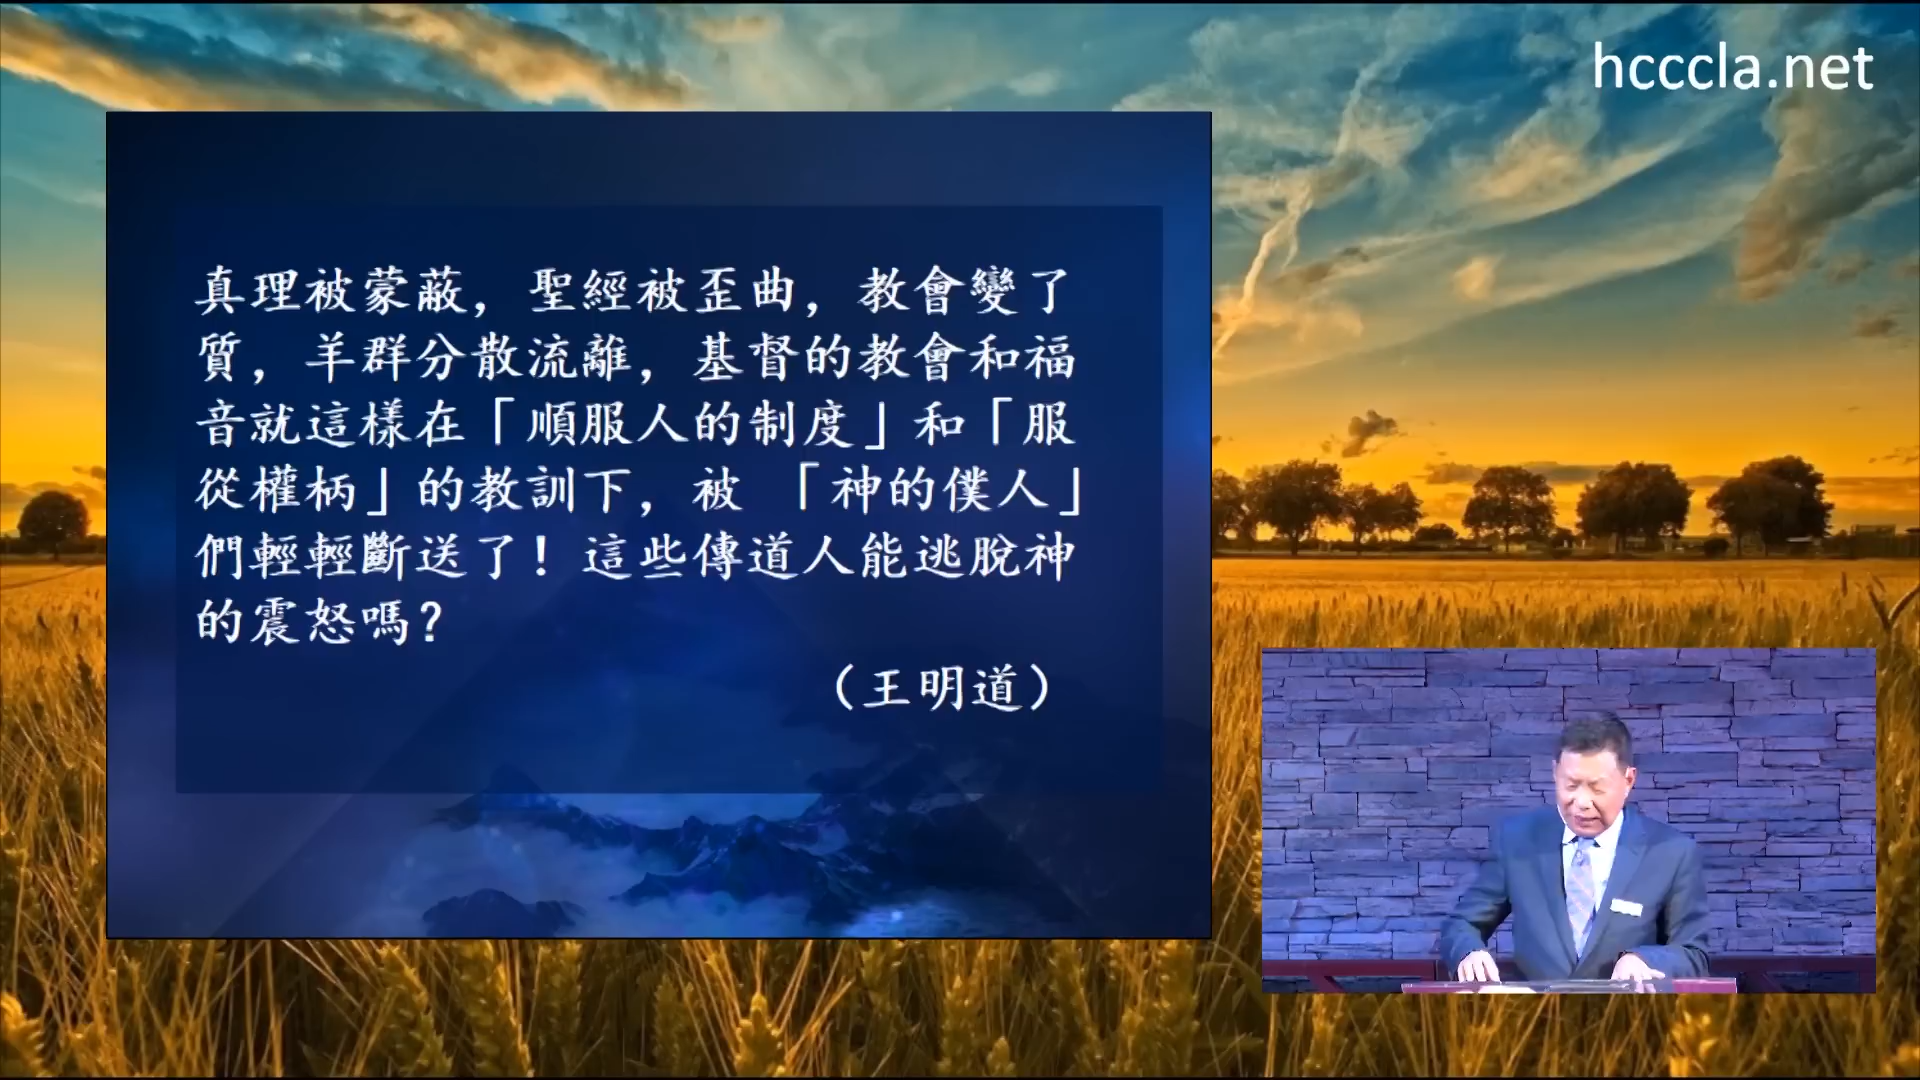 hcccla.net
真理被蒙蔽，聖經被歪曲，教會變了
質，羊群分散流離，基督的教會和福
音就這樣在「順服人的制度」和「服
從權柄」的教訓下，被 「神的僕人」
們輕輕斷送了！這些傳道人能逃脫神
的震怒嗎？
（王明道）